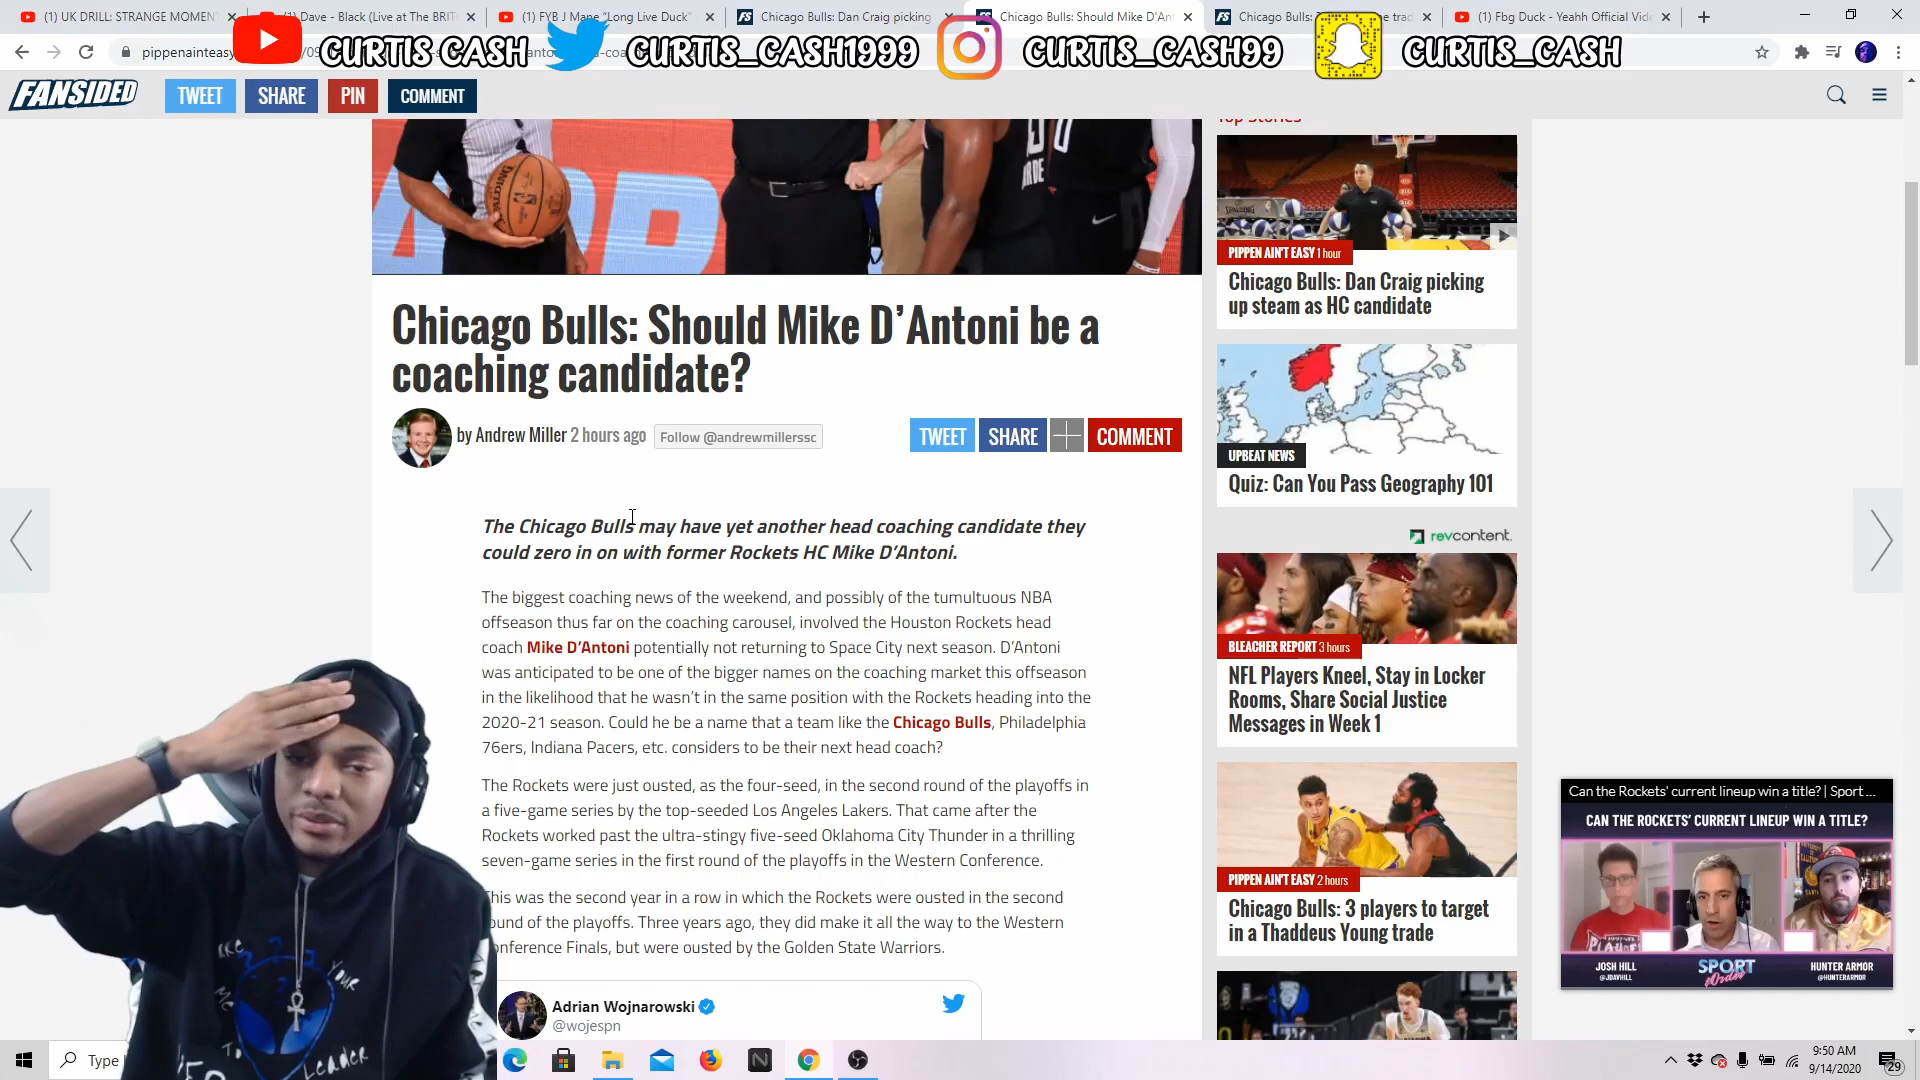 (1) UK DRILL: STRANGE MOMENT
(1) Dave - Black (Live at The BRIT
(1) FYB J Mane "Long Live Duck"
Chicago Bulls: Dan Craig picking
Chicago Bulls: Should Mike D'Ant
Chicago Bulls:
(1) Fbg Duck - Yeahh Official Vid
pippenainteasy
CURTIS CASH
CURTIS_CASH1999
CURTIS_CASH99
CURTIS_CASH
FANSIDED
TWEET
SHARE
PIN
COMMENT
Top Stories
PIPPEN AIN'T EASY 1 hour
Chicago Bulls: Dan Craig picking
up steam as HC candidate
Chicago Bulls: Should Mike D'Antoni be a
coaching candidate?
by Andrew Miller 2 hours ago
Follow @andrewmillerssc
TWEET
SHARE
COMMENT
The Chicago Bulls may have yet another head coaching candidate they
could zero in on with former Rockets HC Mike D'Antoni.
The biggest coaching news of the weekend, and possibly of the tumultuous NBA
offseason thus far on the coaching carousel, involved the Houston Rockets head
coach Mike D'Antoni potentially not returning to Space City next season. D'Antoni
was anticipated to be one of the bigger names on the coaching market this offseason
in the likelihood that he wasn't in the same position with the Rockets heading into the
2020-21 season. Could he be a name that a team like the Chicago Bulls, Philadelphia
76ers, Indiana Pacers, etc. considers to be their next head coach?
The Rockets were just ousted, as the four-seed, in the second round of the playoffs in
a five-game series by the top-seeded Los Angeles Lakers. That came after the
Rockets worked past the ultra-stingy five-seed Oklahoma City Thunder in a thrilling
seven-game series in the first round of the playoffs in the Western Conference.
This was the second year in a row in which the Rockets were ousted in the second
round of the playoffs. Three years ago, they did make it all the way to the Western
Conference Finals, but were ousted by the Golden State Warriors.
Adrian Wojnarowski
@wojespn
UPBEAT NEWS
Quiz: Can You Pass Geography 101
revcontent.
BLEACHER REPORT 3 hours
NFL Players Kneel, Stay in Locker
Rooms, Share Social Justice
Messages in Week 1
PIPPEN AIN'T EASY 2 hours
Chicago Bulls: 3 players to target
in a Thaddeus Young trade
Can the Rockets' current lineup win a title? | Sport ...
CAN THE ROCKETS' CURRENT LINEUP WIN A TITLE?
JOSH HILL
@JDAVHILL
SPORT
HUNTER ARMOR
@HUNTERARMOR
Type
9:50 AM
9/14/2020
29